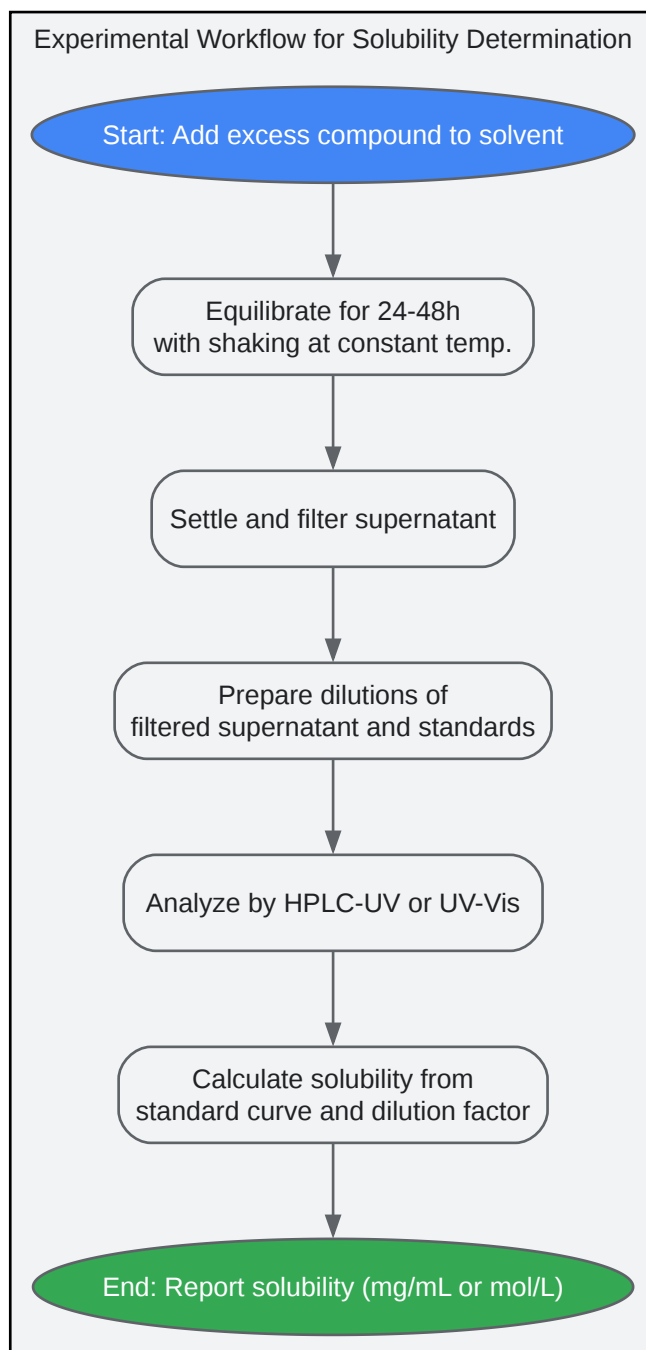 Experimental Workflow for Solubility Determination
Start: Add excess compound to solvent
Equilibrate for 24-48h
with shaking at constant temp.
Settle and filter supernatant
Prepare dilutions of
filtered supernatant and standards
Analyze by HPLC-UV or UV-Vis
Calculate solubility from
standard curve and dilution factor
End: Report solubility (mg/mL or mol/L)